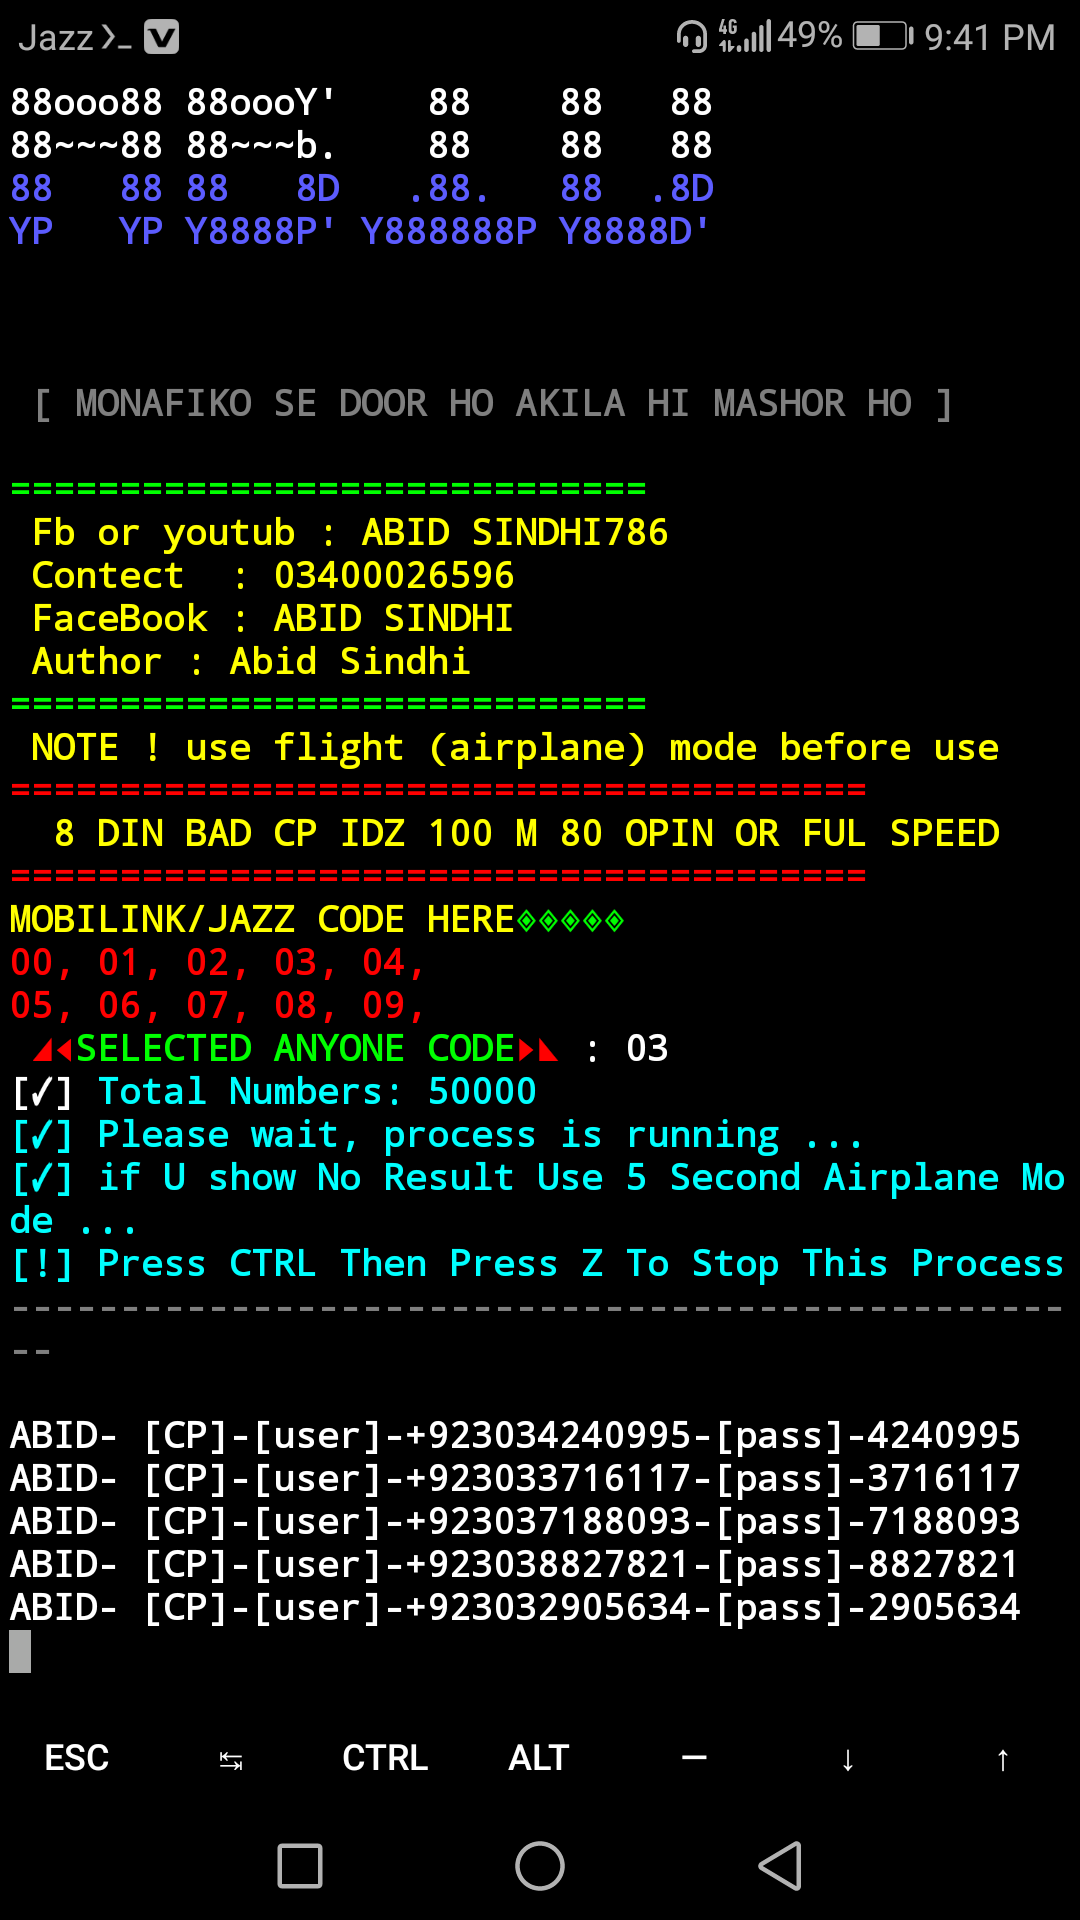 Jazz 4G 49% 9:41 PM
88ooo88 88oooY' 88 88 88
88~~~88 88~~~b. 88 88 88
88 88 88 8D .88. 88 .8D
YP YP Y8888P' Y888888P Y8888D'
[ MONAFIKO SE DOOR HO AKILA HI MASHOR HO ]
=============================
Fb or youtub : ABID SINDHI786
Contect : 03400026596
FaceBook : ABID SINDHI
Author : Abid Sindhi
=============================
NOTE ! use flight (airplane) mode before use
=======================================
8 DIN BAD CP IDZ 100 M 80 OPIN OR FUL SPEED
=======================================
MOBILINK/JAZZ CODE HERE◈◈◈◈◈
00, 01, 02, 03, 04,
05, 06, 07, 08, 09,
◢◀SELECTED ANYONE CODE▶◣ : 03
[✓] Total Numbers: 50000
[✓] Please wait, process is running ...
[✓] if U show No Result Use 5 Second Airplane Mo
de ...
[!] Press CTRL Then Press Z To Stop This Process
------------------------------------------------
--
ABID- [CP]-[user]-+923034240995-[pass]-4240995
ABID- [CP]-[user]-+923033716117-[pass]-3716117
ABID- [CP]-[user]-+923037188093-[pass]-7188093
ABID- [CP]-[user]-+923038827821-[pass]-8827821
ABID- [CP]-[user]-+923032905634-[pass]-2905634
ESC ↹ CTRL ALT — ↓ ↑